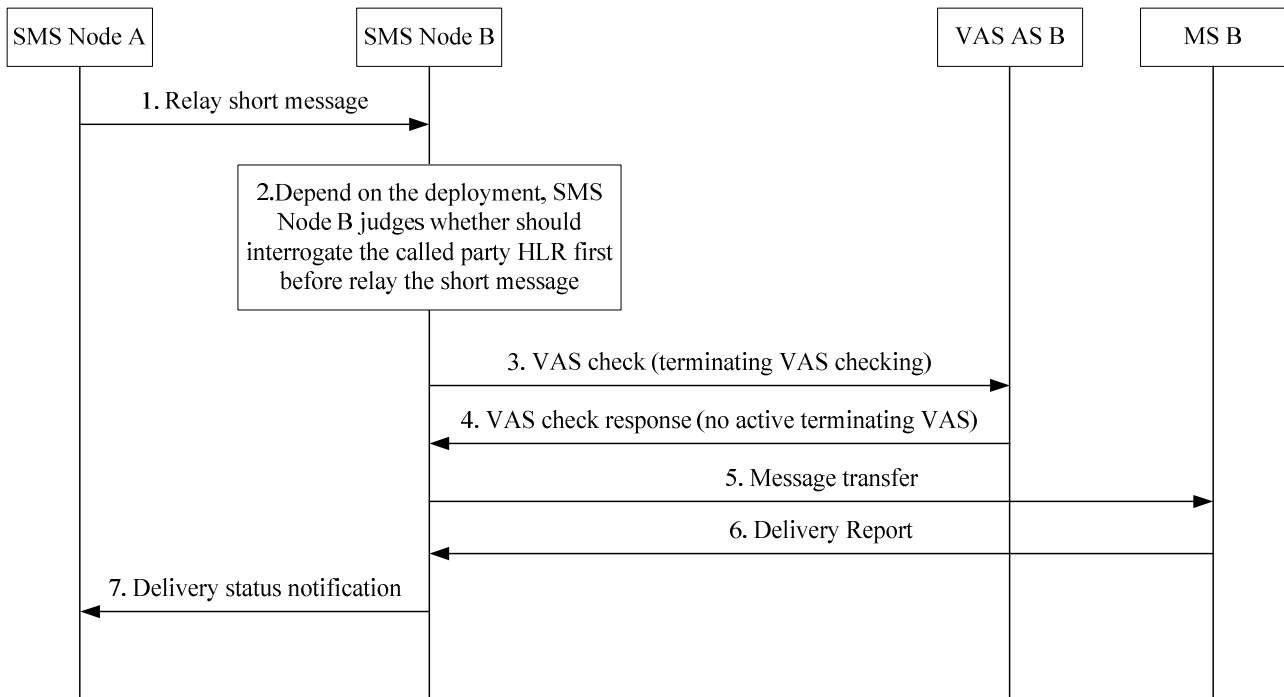 SMS Node A
SMS Node B
VAS AS B
MS B
1. Relay short message
2.Depend on the deployment, SMS
Node B judges whether should
interrogate the called party HLR first
before relay the short message
3. VAS check (terminating VAS checking)
4. VAS check response (no active terminating VAS)
5. Message transfer
6. Delivery Report
7. Delivery status notification